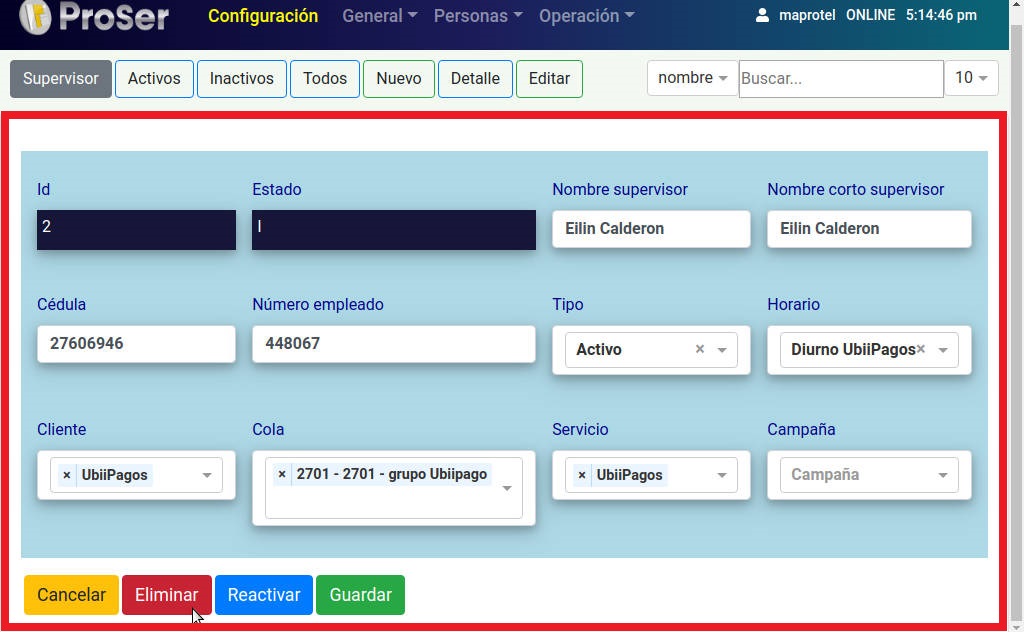 ProSer Configuración General Personas Operación maprotel ONLINE 5:14:46 pm
Supervisor Activos Inactivos Todos Nuevo Detalle Editar nombre Buscar... 10
Id Estado Nombre supervisor Nombre corto supervisor
2 I Eilin Calderon Eilin Calderon
Cédula Número empleado Tipo Horario
27606946 448067 Activo × Diurno UbiiPagos×
Cliente Cola Servicio Campaña
× UbiiPagos × 2701 - 2701 - grupo Ubiipago × UbiiPagos Campaña
Cancelar Eliminar Reactivar Guardar